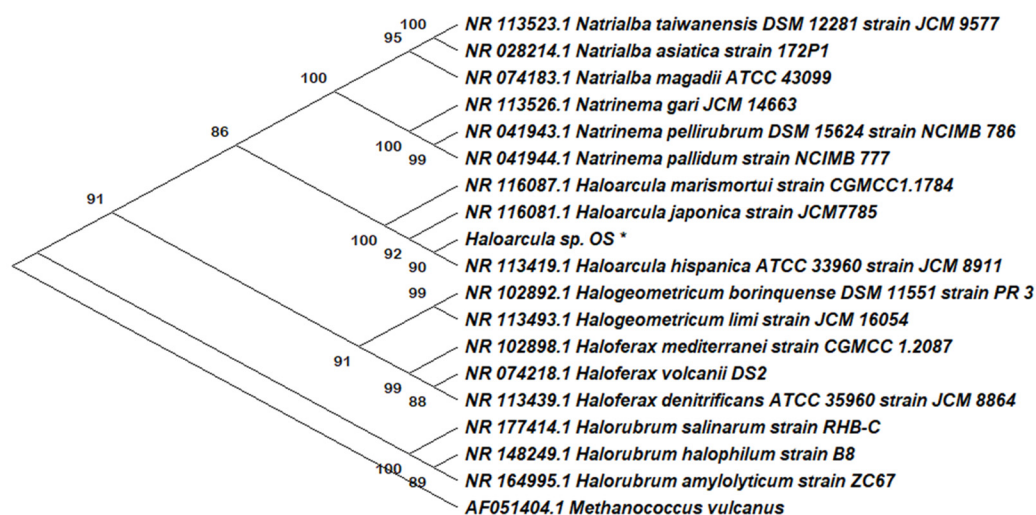 100
NR 113523.1 Natrialba taiwanensis DSM 12281 strain JCM 9577
95
NR 028214.1 Natrialba asiatica strain 172P1
100
NR 074183.1 Natrialba magadii ATCC 43099
NR 113526.1 Natrinema gari JCM 14663
86
NR 041943.1 Natrinema pellirubrum DSM 15624 strain NCIMB 786
100
99
NR 041944.1 Natrinema pallidum strain NCIMB 777
NR 116087.1 Haloarcula marismortui strain CGMCC1.1784
91
NR 116081.1 Haloarcula japonica strain JCM7785
100
Haloarcula sp. OS *
92
90
NR 113419.1 Haloarcula hispanica ATCC 33960 strain JCM 8911
99
NR 102892.1 Halogeometricum borinquense DSM 11551 strain PR 3
NR 113493.1 Halogeometricum limi strain JCM 16054
91
NR 102898.1 Haloferax mediterranei strain CGMCC 1.2087
99
NR 074218.1 Haloferax volcanii DS2
88
NR 113439.1 Haloferax denitrificans ATCC 35960 strain JCM 8864
NR 177414.1 Halorubrum salinarum strain RHB-C
NR 148249.1 Halorubrum halophilum strain B8
100
89
NR 164995.1 Halorubrum amylolyticum strain ZC67
AF051404.1 Methanococcus vulcanus